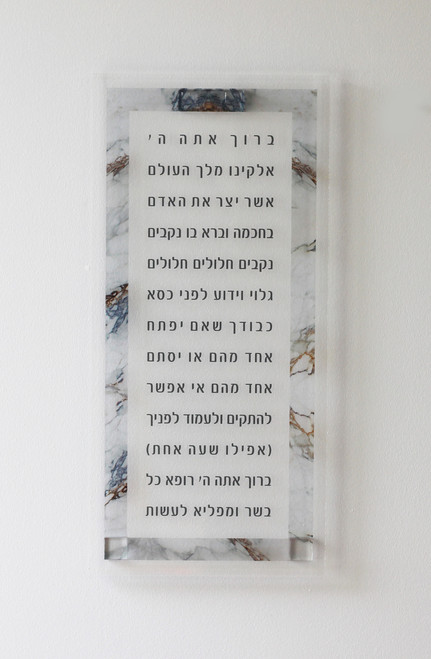 ברוך אתה ה׳
אלקינו מלך העולם
אשר יצר את האדם
בחכמה וברא בו נקבים
נקבים חלולים חלולים
גלוי וידוע לפני כסא
כבודך שאם יפתח
אחד מהם או יסתם
אחד מהם אי אפשר
להתקים ולעמוד לפניך
(אפילו שעה אחת)
ברוך אתה ה׳ רופא כל
בשר ומפליא לעשות